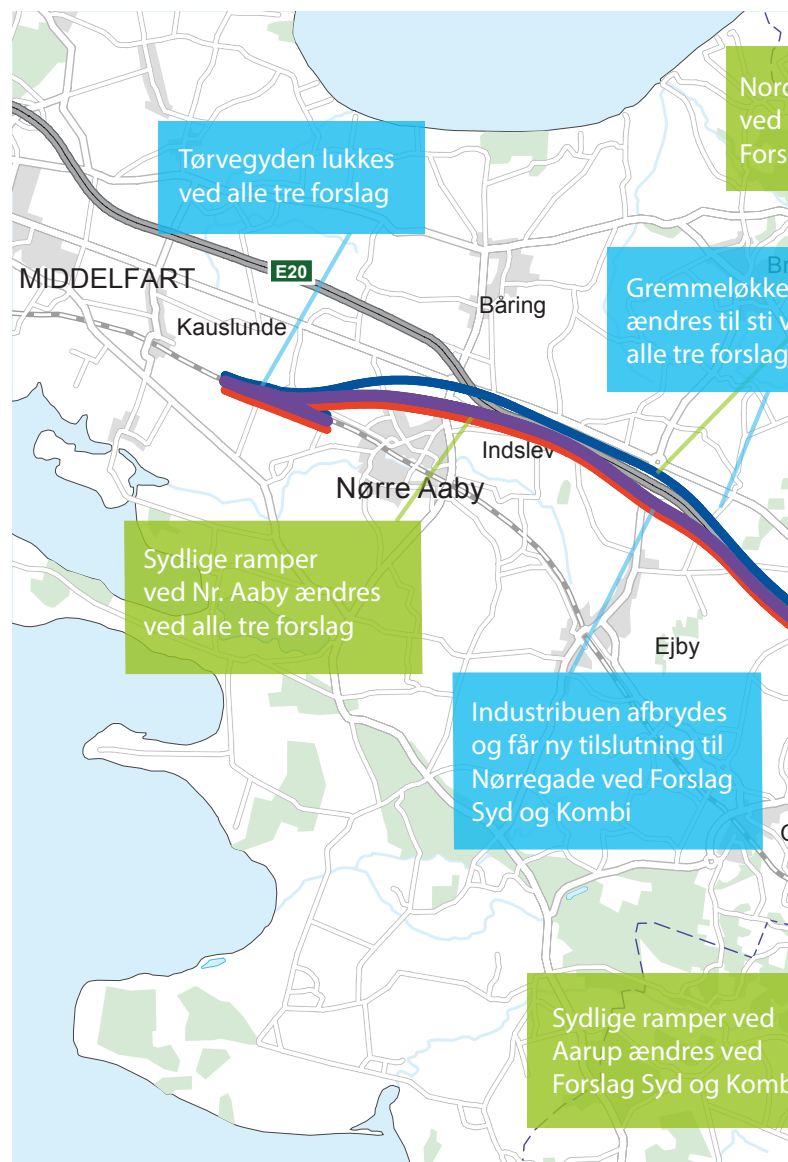 Nord
ved
Fors
Tørvegyden lukkes
ved alle tre forslag
E20
MIDDELFART
Kauslunde
Båring
Br
Gremmeløkke
ændres til sti v
alle tre forslag
Indslev
Nørre Aaby
Sydlige ramper
ved Nr. Aaby ændres
ved alle tre forslag
Ejby
Industribuen afbrydes
og får ny tilslutning til
Nørregade ved Forslag
Syd og Kombi
Sydlige ramper ved
Aarup ændres ved
Forslag Syd og Komb